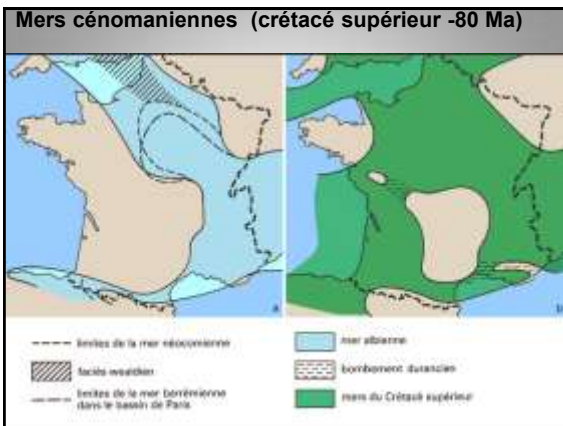 Mers cénomaniennes (crétacé supérieur -80 Ma)
a
limites de la mer néocomienne
faciès wealdien
limites de la mer barrémienne
dans le bassin de Paris
mer albienne
bombement durancien
mers du Crétacé supérieur